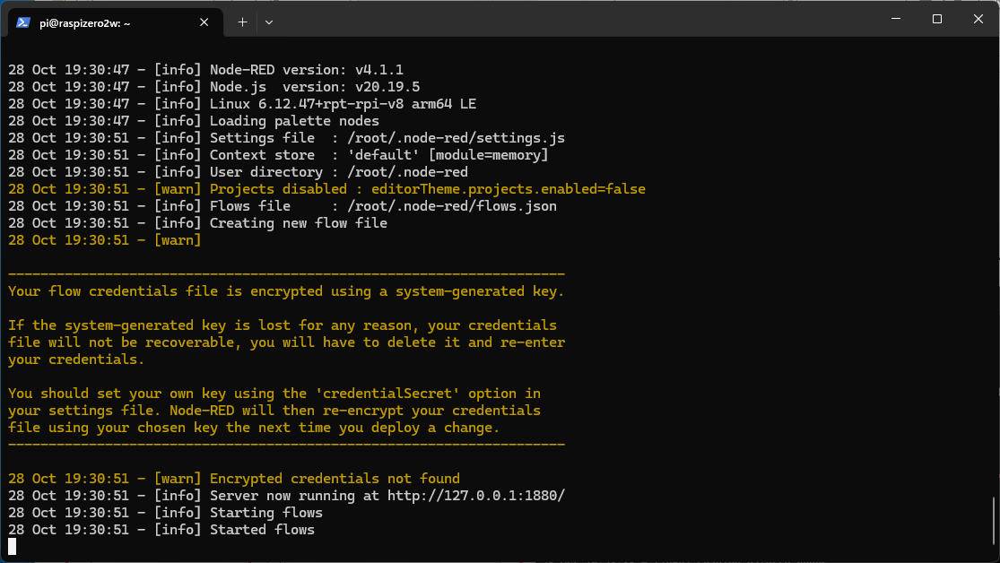 pi@raspizero2w: ~
28 Oct 19:30:47 - [info] Node-RED version: v4.1.1
28 Oct 19:30:47 - [info] Node.js  version: v20.19.5
28 Oct 19:30:47 - [info] Linux 6.12.47+rpt-rpi-v8 arm64 LE
28 Oct 19:30:47 - [info] Loading palette nodes
28 Oct 19:30:51 - [info] Settings file  : /root/.node-red/settings.js
28 Oct 19:30:51 - [info] Context store  : 'default' [module=memory]
28 Oct 19:30:51 - [info] User directory : /root/.node-red
28 Oct 19:30:51 - [warn] Projects disabled : editorTheme.projects.enabled=false
28 Oct 19:30:51 - [info] Flows file     : /root/.node-red/flows.json
28 Oct 19:30:51 - [info] Creating new flow file
28 Oct 19:30:51 - [warn]
---------------------------------------------------------------------
Your flow credentials file is encrypted using a system-generated key.
If the system-generated key is lost for any reason, your credentials
file will not be recoverable, you will have to delete it and re-enter
your credentials.
You should set your own key using the 'credentialSecret' option in
your settings file. Node-RED will then re-encrypt your credentials
file using your chosen key the next time you deploy a change.
---------------------------------------------------------------------
28 Oct 19:30:51 - [warn] Encrypted credentials not found
28 Oct 19:30:51 - [info] Server now running at http://127.0.0.1:1880/
28 Oct 19:30:51 - [info] Starting flows
28 Oct 19:30:51 - [info] Started flows